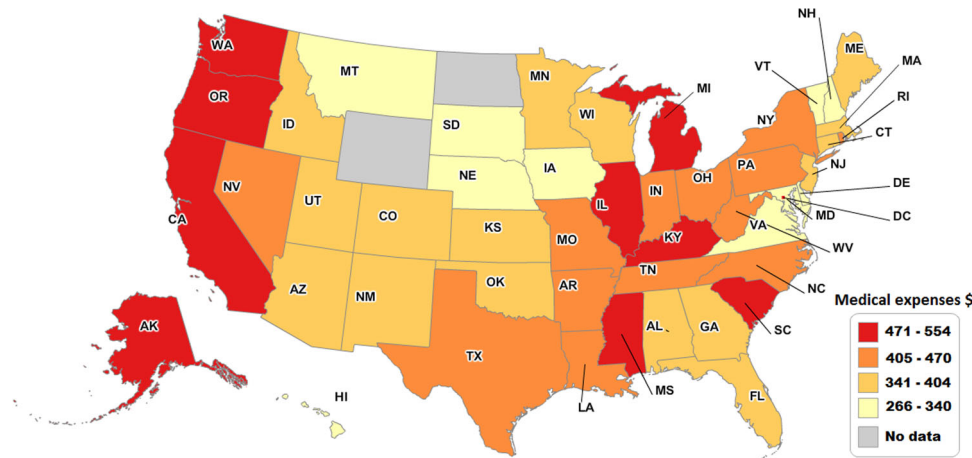 NH
WA
ME
MA
MT
MN
VT
OR
MI
RI
ID
SD
WI
NY
CT
NJ
PA
NE
IA
OH
DE
NV
IN
IL
UT
MD
DC
CA
CO
VA
KS
MO
KY
WV
TN
OK
AR
AZ
NM
NC
Medical expenses $
AK
AL
GA
SC
471 - 554
TX
405 - 470
341 - 404
HI
LA
MS
FL
266 - 340
No data